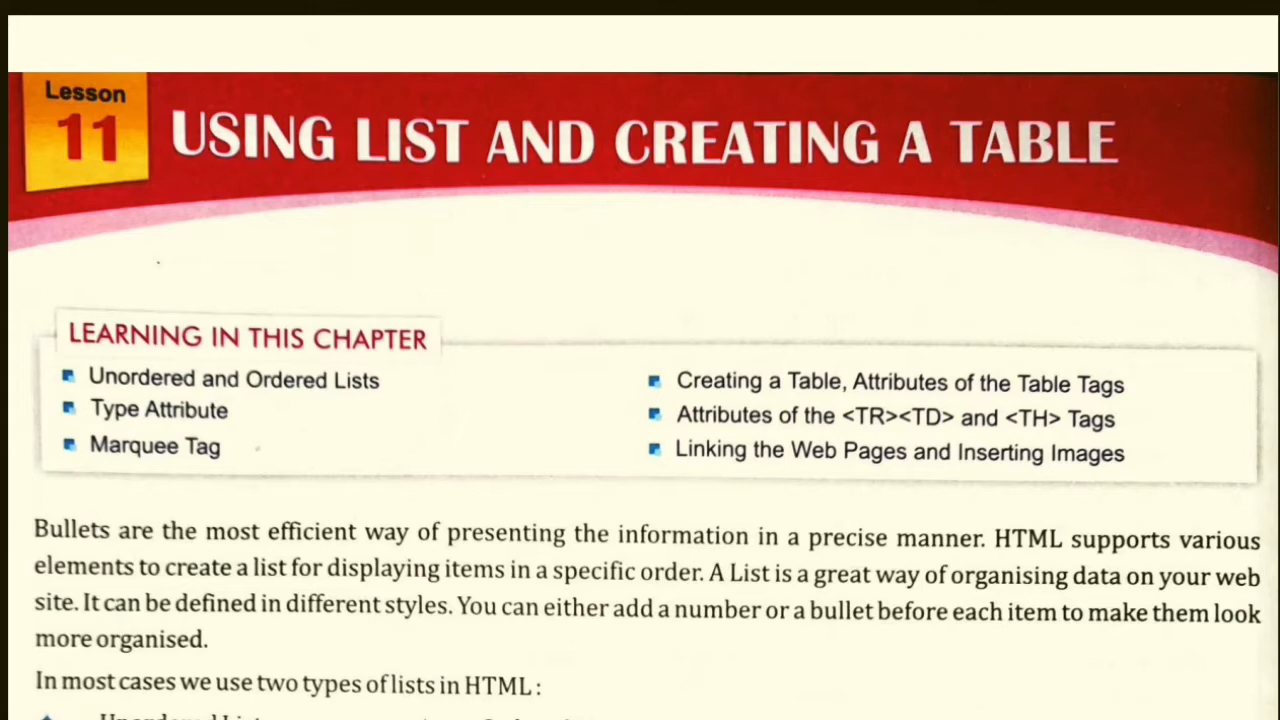 Lesson
11
USING LIST AND CREATING A TABLE
LEARNING IN THIS CHAPTER
Unordered and Ordered Lists
Type Attribute
Marquee Tag
Creating a Table, Attributes of the Table Tags
Attributes of the <TR><TD> and <TH> Tags
Linking the Web Pages and Inserting Images
Bullets are the most efficient way of presenting the information in a precise manner. HTML supports various
elements to create a list for displaying items in a specific order. A List is a great way of organising data on your web
site. It can be defined in different styles. You can either add a number or a bullet before each item to make them look
more organised.
In most cases we use two types of lists in HTML :